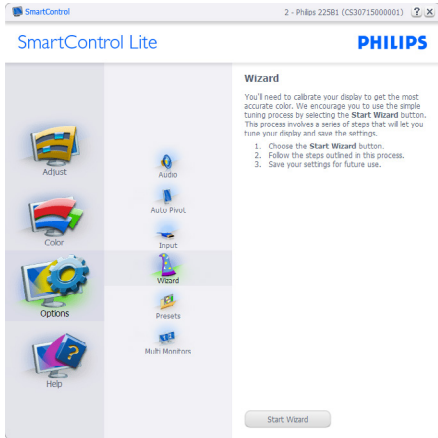 SmartControl
2 - Philips 225B1 (CS30715000001)
? X
SmartControl Lite
PHILIPS
Adjust
Color
Options
Help
Audio
Auto Pivot
Input
Wizard
Presets
Multi Monitors
Wizard
You'll need to calibrate your display to get the most
accurate color. We encourage you to use the simple
tuning process by selecting the Start Wizard button.
This process involves a series of steps that will let you
tune your display and save the settings.
1. Choose the Start Wizard button.
2. Follow the steps outlined in this process.
3. Save your settings for future use.
Start Wizard